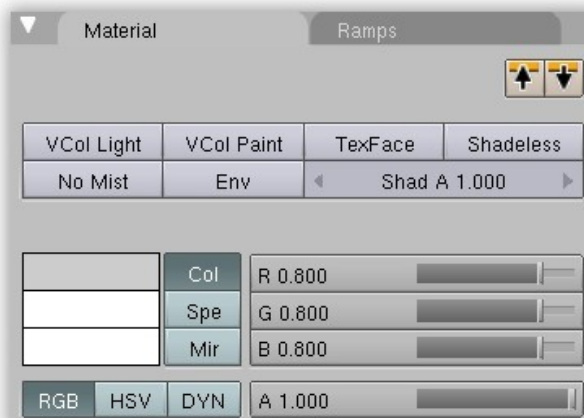 Material Ramps
VCol Light VCol Paint TexFace Shadeless
No Mist Env Shad A 1.000
Col R 0.800
Spe G 0.800
Mir B 0.800
RGB HSV DYN A 1.000